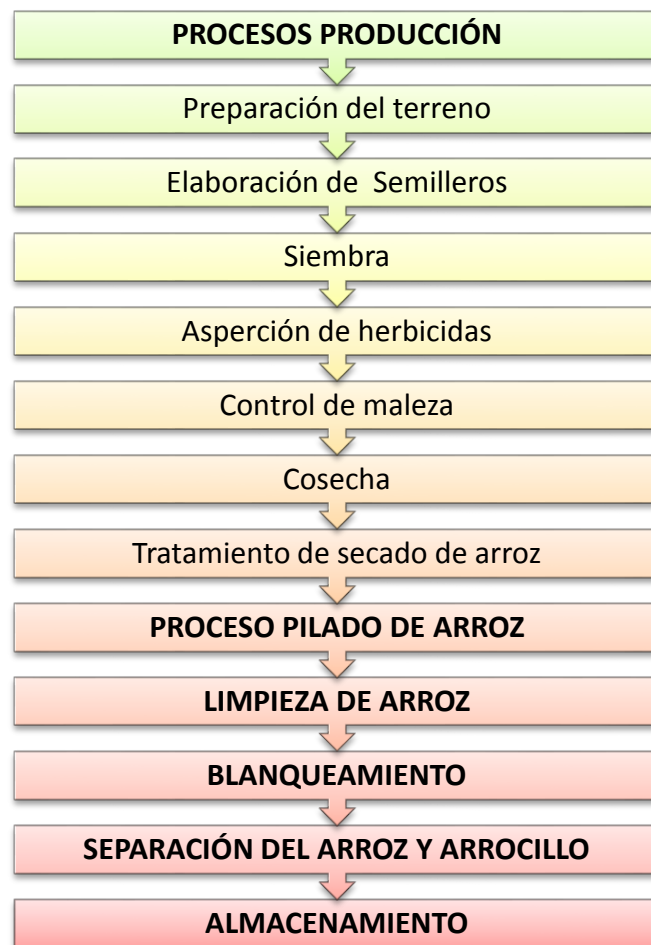 PROCESOS PRODUCCIÓN
Preparación del terreno
Elaboración de Semilleros
Siembra
Asperción de herbicidas
Control de maleza
Cosecha
Tratamiento de secado de arroz
PROCESO PILADO DE ARROZ
LIMPIEZA DE ARROZ
BLANQUEAMIENTO
SEPARACIÓN DEL ARROZ Y ARROCILLO
ALMACENAMIENTO